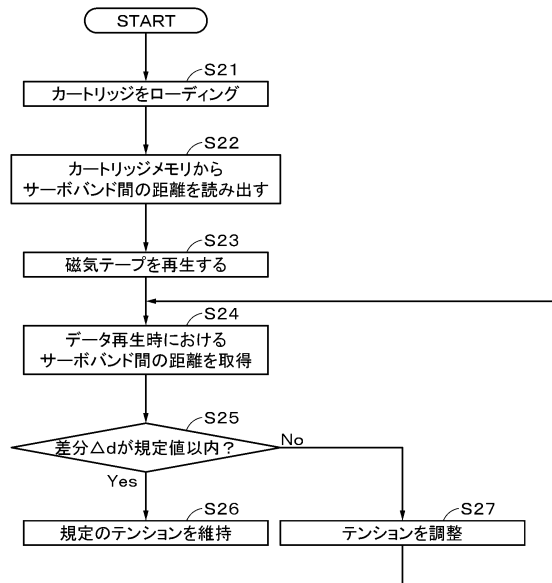 START
S21
カートリッジをローディング
S22
カートリッジメモリから
サーボバンド間の距離を読み出す
S23
磁気テープを再生する
S24
データ再生時における
サーボバンド間の距離を取得
S25
差分△dが規定値以内？
No
Yes
S26
規定のテンションを維持
S27
テンションを調整